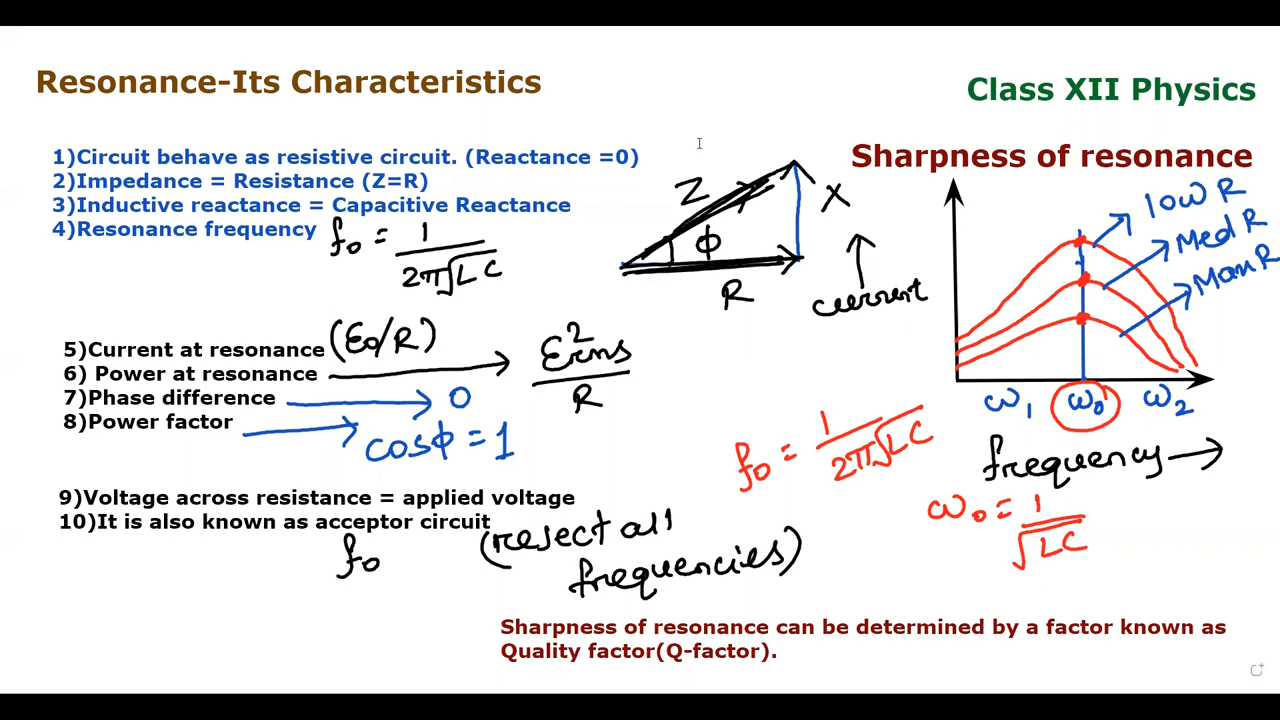 Resonance-Its Characteristics
Class XII Physics
1)Circuit behave as resistive circuit. (Reactance =0)
2)Impedance = Resistance (Z=R)
3)Inductive reactance = Capacitive Reactance
4)Resonance frequency f₀ = 1/2π√LC
5)Current at resonance (Ɛ₀/R)
6) Power at resonance → Ɛ²rms/R
7)Phase difference → 0
8)Power factor → cosϕ = 1
9)Voltage across resistance = applied voltage
10)It is also known as acceptor circuit
f₀
(reject all
frequencies)
Z
X
ϕ
R
current
Sharpness of resonance
low R
Med R
Max R
ω₁ ω₀ ω₂
frequency →
f₀ = 1/2π√LC
ω₀ = 1/√LC
Sharpness of resonance can be determined by a factor known as
Quality factor(Q-factor).